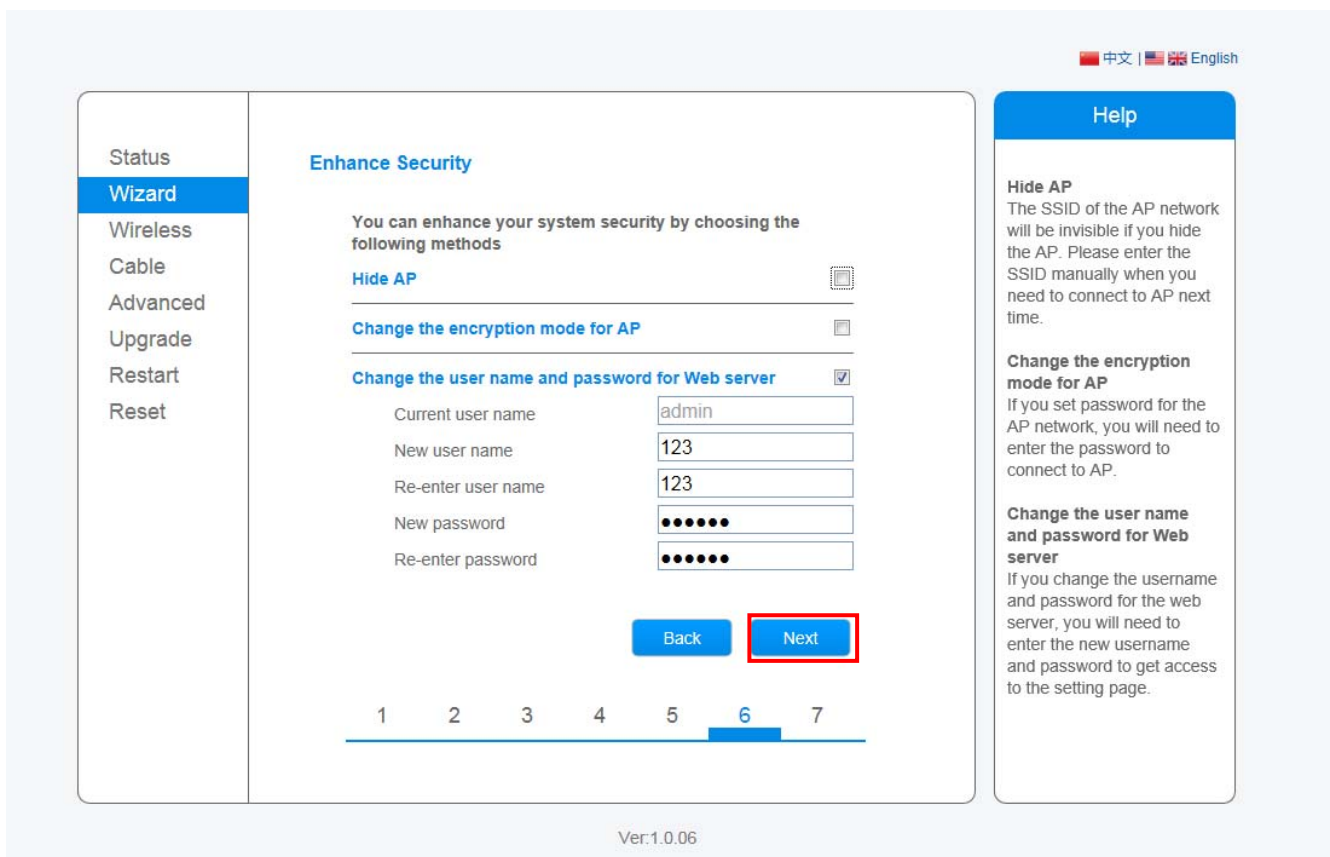 中文 | English
Status
Wizard
Wireless
Cable
Advanced
Upgrade
Restart
Reset
Enhance Security
You can enhance your system security by choosing the
following methods
Hide AP
Change the encryption mode for AP
Change the user name and password for Web server
Current user name admin
New user name 123
Re-enter user name 123
New password ●●●●●●
Re-enter password ●●●●●●
Back Next
1 2 3 4 5 6 7
Help
Hide AP
The SSID of the AP network
will be invisible if you hide
the AP. Please enter the
SSID manually when you
need to connect to AP next
time.
Change the encryption
mode for AP
If you set password for the
AP network, you will need to
enter the password to
connect to AP.
Change the user name
and password for Web
server
If you change the username
and password for the web
server, you will need to
enter the new username
and password to get access
to the setting page.
Ver:1.0.06